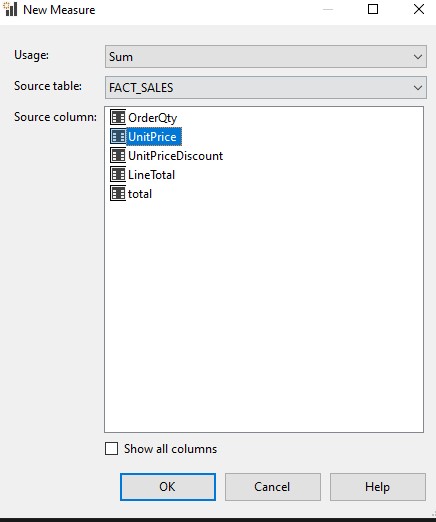 New Measure
Usage: Sum
Source table: FACT_SALES
Source column: OrderQty
UnitPrice
UnitPriceDiscount
LineTotal
total
Show all columns
OK Cancel Help